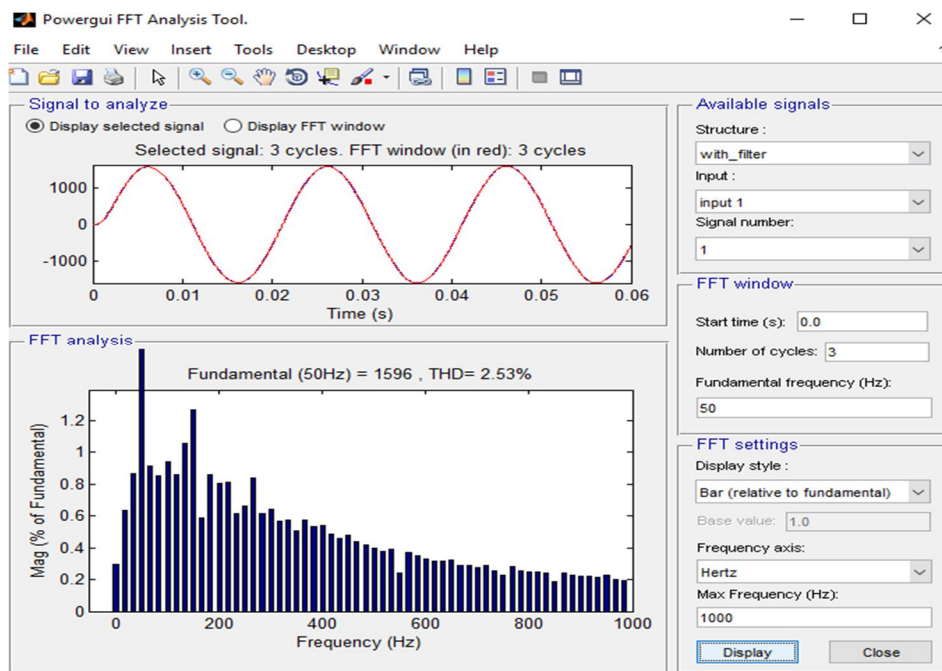 Powergui FFT Analysis Tool.
File Edit View Insert Tools Desktop Window Help
Signal to analyze
Display selected signal Display FFT window
Selected signal: 3 cycles. FFT window (in red): 3 cycles
1000
0
-1000
0 0.01 0.02 0.03 0.04 0.05 0.06
Time (s)
FFT analysis
Fundamental (50Hz) = 1596 , THD= 2.53%
1.2
1
0.8
0.6
0.4
0.2
0
Mag (% of Fundamental)
0 200 400 600 800 1000
Frequency (Hz)
Available signals
Structure :
with_filter
Input :
input 1
Signal number:
1
FFT window
Start time (s): 0.0
Number of cycles: 3
Fundamental frequency (Hz):
50
FFT settings
Display style :
Bar (relative to fundamental)
Base value: 1.0
Frequency axis:
Hertz
Max Frequency (Hz):
1000
Display Close